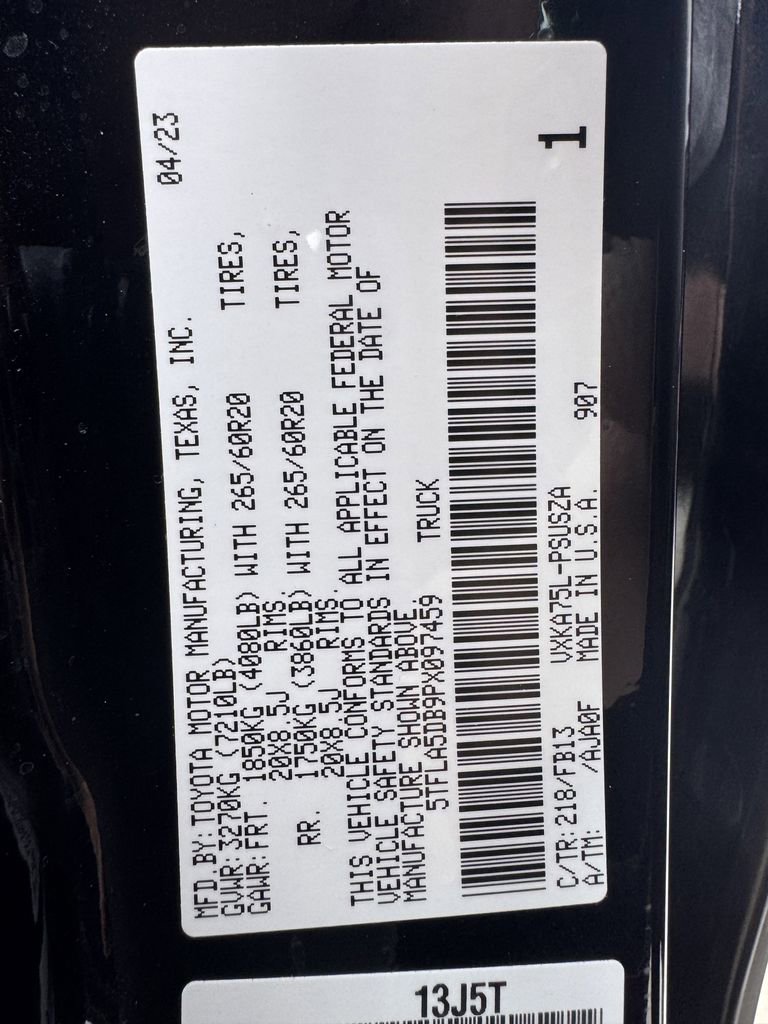 MFD.BY:TOYOTA MOTOR MANUFACTURING, TEXAS, INC. 04/23
GVWR:3270KG (7210LB)
GAWR:FRT. 1850KG (4080LB) WITH 265/60R20 TIRES,
20X8.5J RIMS.
RR. 1750KG (3860LB) WITH 265/60R20 TIRES,
20X8.5J RIMS.
THIS VEHICLE CONFORMS TO ALL APPLICABLE FEDERAL MOTOR
VEHICLE SAFETY STANDARDS IN EFFECT ON THE DATE OF
MANUFACTURE SHOWN ABOVE.
5TFLA5DB9PX097459 TRUCK
1
C/TR:218/FB13 VXKA75L-PSUSZA
A/TM: /AJA0F MADE IN U.S.A. 907
13J5T